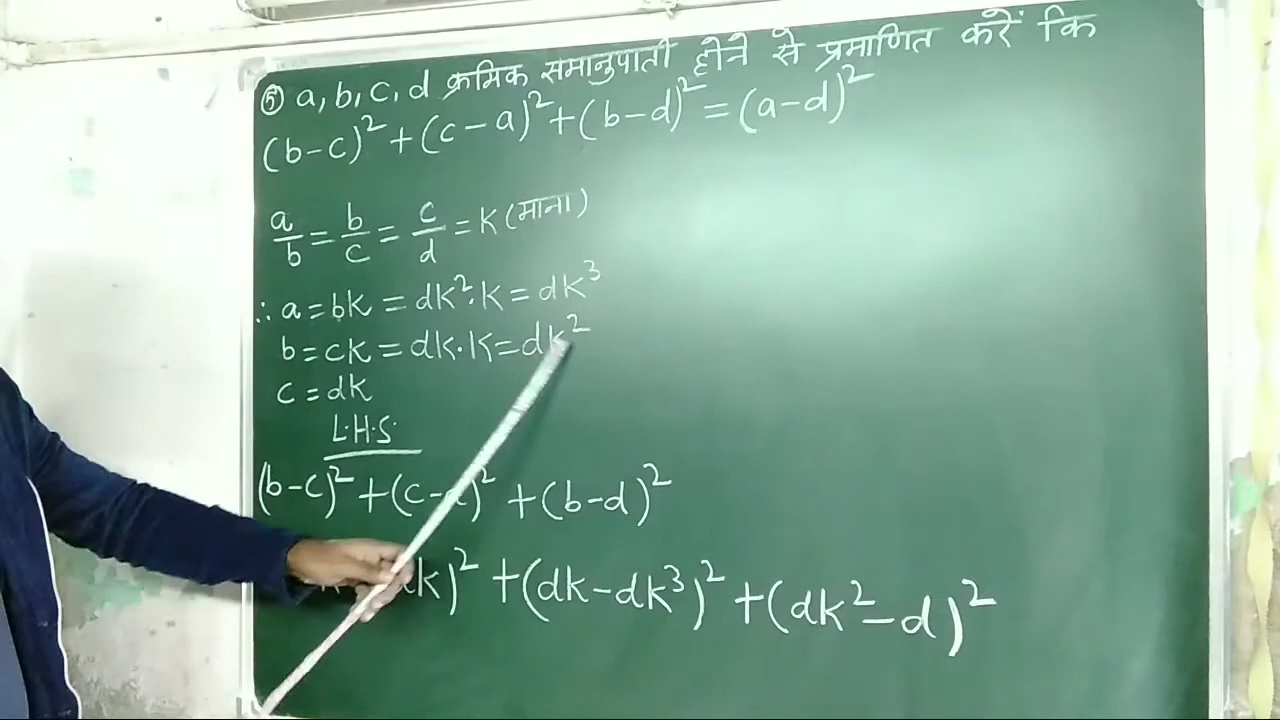 ⑤ a, b, c, d क्रमिक समानुपाती होने से प्रमाणित करें कि
(b-c)² + (c-a)² + (b-d)² = (a-d)²
a/b = b/c = c/d = K (माना)
∴ a = bK = dK².K = dK³
b = cK = dK.K = dK²
c = dK
L.H.S.
(b-c)² + (c- )² + (b-d)²
K)² + (dK-dK³)² + (dK²-d)²